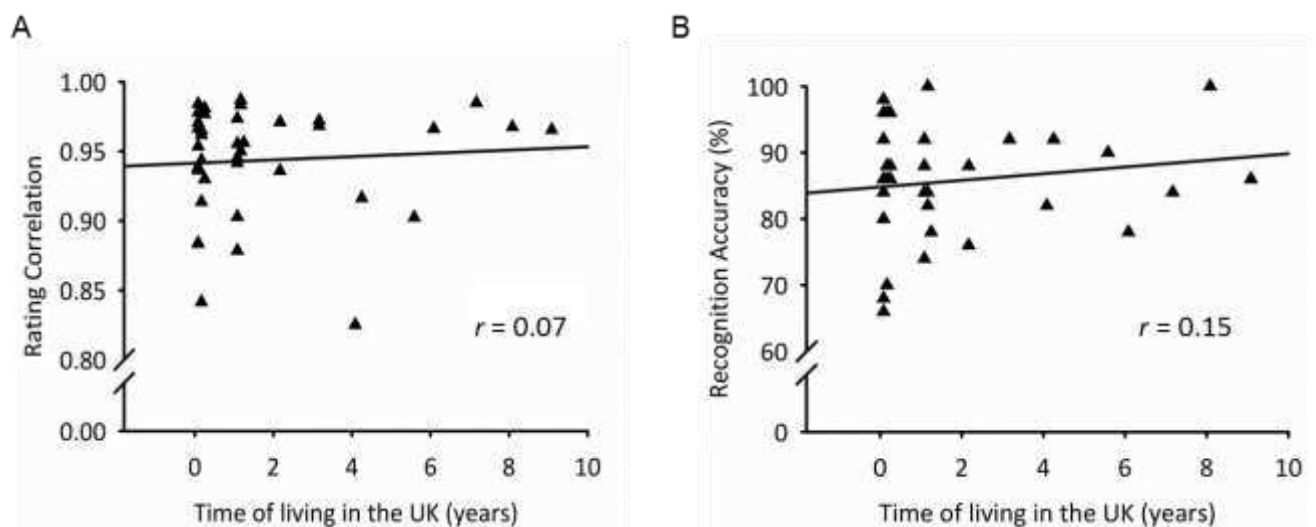 A
Rating Correlation
1.00
0.95
0.90
0.85
0.80
0.00
r = 0.07
0 2 4 6 8 10
Time of living in the UK (years)
B
Recognition Accuracy (%)
100
90
80
70
60
0
r = 0.15
0 2 4 6 8 10
Time of living in the UK (years)